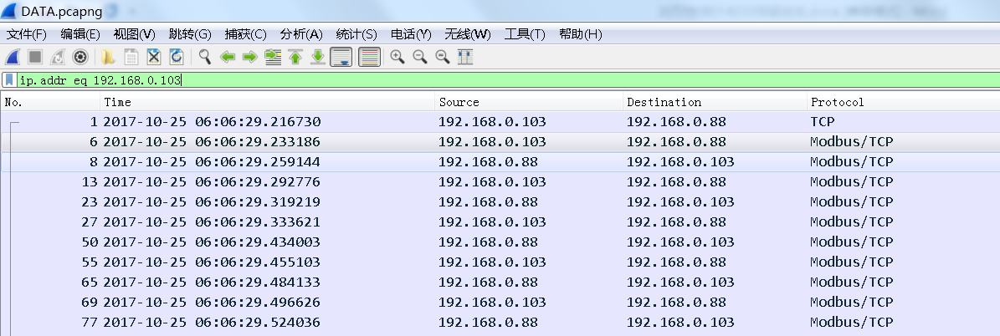 DATA.pcapng
文件(F) 编辑(E) 视图(V) 跳转(G) 捕获(C) 分析(A) 统计(S) 电话(Y) 无线(W) 工具(T) 帮助(H)
ip.addr eq 192.168.0.103
No. Time Source Destination Protocol
1 2017-10-25 06:06:29.216730 192.168.0.103 192.168.0.88 TCP
6 2017-10-25 06:06:29.233186 192.168.0.103 192.168.0.88 Modbus/TCP
8 2017-10-25 06:06:29.259144 192.168.0.88 192.168.0.103 Modbus/TCP
13 2017-10-25 06:06:29.292776 192.168.0.103 192.168.0.88 Modbus/TCP
23 2017-10-25 06:06:29.319219 192.168.0.88 192.168.0.103 Modbus/TCP
27 2017-10-25 06:06:29.333621 192.168.0.103 192.168.0.88 Modbus/TCP
50 2017-10-25 06:06:29.434003 192.168.0.88 192.168.0.103 Modbus/TCP
55 2017-10-25 06:06:29.455103 192.168.0.103 192.168.0.88 Modbus/TCP
65 2017-10-25 06:06:29.484133 192.168.0.88 192.168.0.103 Modbus/TCP
69 2017-10-25 06:06:29.496626 192.168.0.103 192.168.0.88 Modbus/TCP
77 2017-10-25 06:06:29.524036 192.168.0.88 192.168.0.103 Modbus/TCP